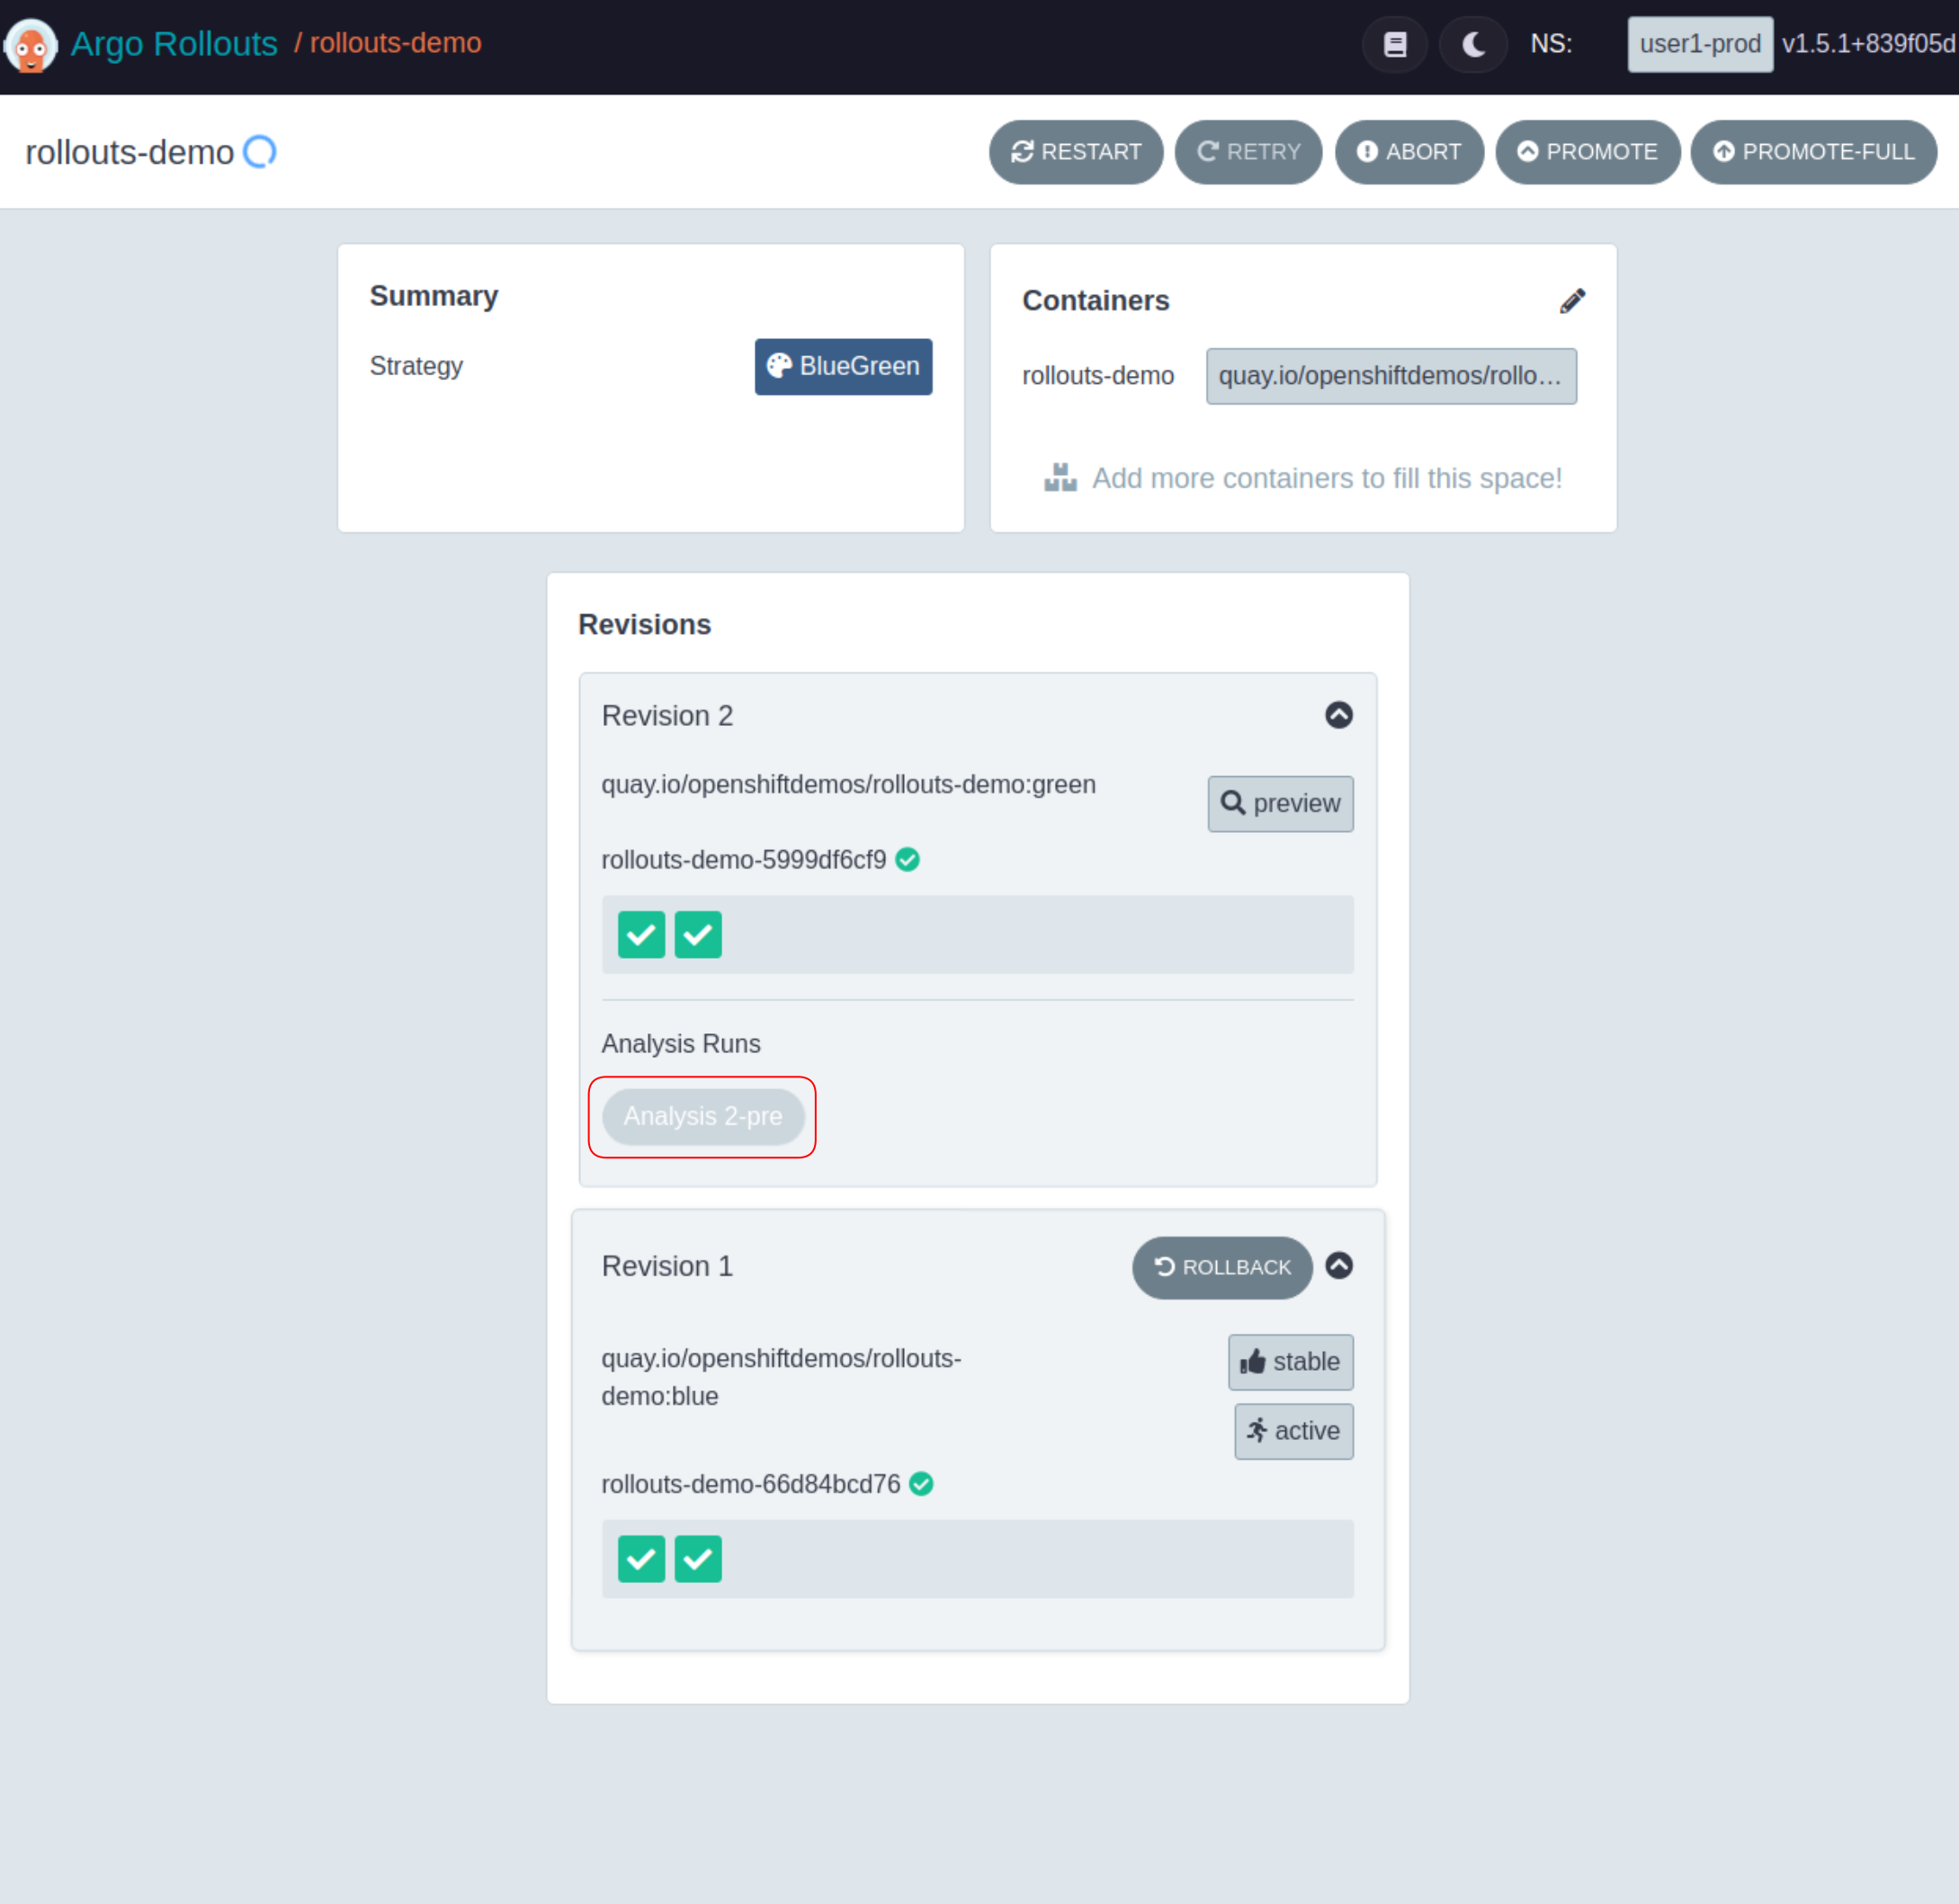 Argo Rollouts / rollouts-demo
NS: user1-prod v1.5.1+839f05d
rollouts-demo
RESTART RETRY ABORT PROMOTE PROMOTE-FULL
Summary
Strategy BlueGreen
Containers
rollouts-demo quay.io/openshiftdemos/rollo...
Add more containers to fill this space!
Revisions
Revision 2
quay.io/openshiftdemos/rollouts-demo:green
preview
rollouts-demo-5999df6cf9
Analysis Runs
Analysis 2-pre
Revision 1 ROLLBACK
quay.io/openshiftdemos/rollouts-
demo:blue
stable
active
rollouts-demo-66d84bcd76